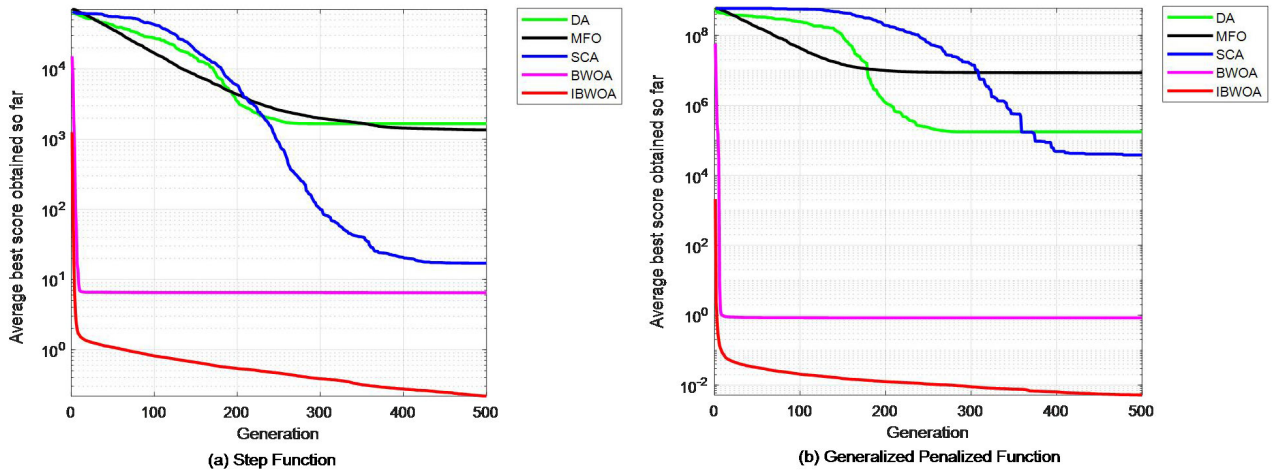 Average best score obtained so far
10^4
10^3
10^2
10^1
10^0
0 100 200 300 400 500
Generation
(a) Step Function
DA
MFO
SCA
BWOA
IBWOA
Average best score obtained so far
10^8
10^6
10^4
10^2
10^0
10^-2
0 100 200 300 400 500
Generation
(b) Generalized Penalized Function
DA
MFO
SCA
BWOA
IBWOA